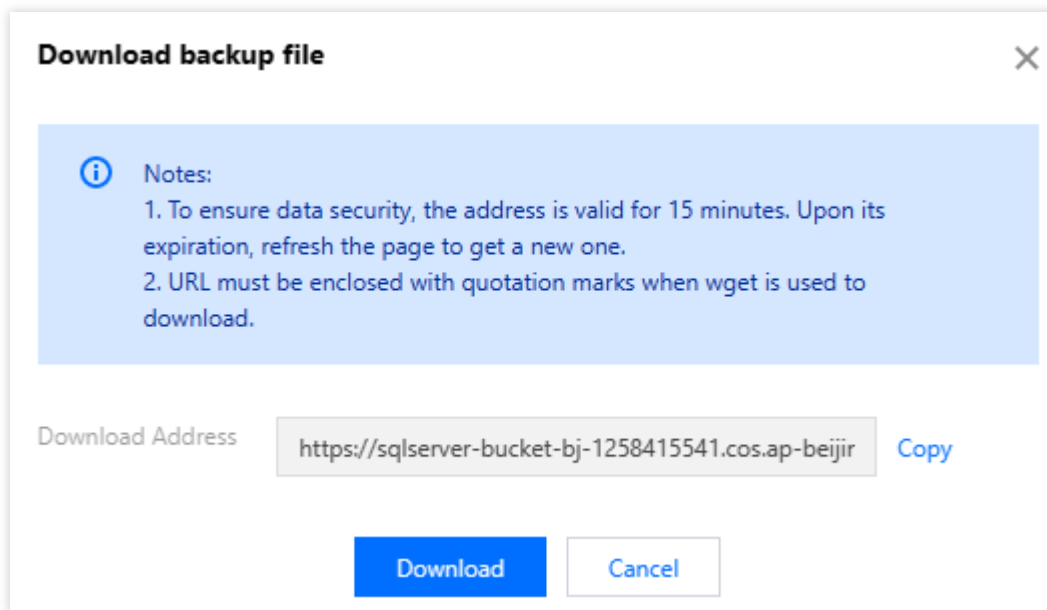 Download backup file
Notes:
1. To ensure data security, the address is valid for 15 minutes. Upon its
expiration, refresh the page to get a new one.
2. URL must be enclosed with quotation marks when wget is used to
download.
Download Address
https://sqlserver-bucket-bj-1258415541.cos.ap-beijir
Copy
Download
Cancel